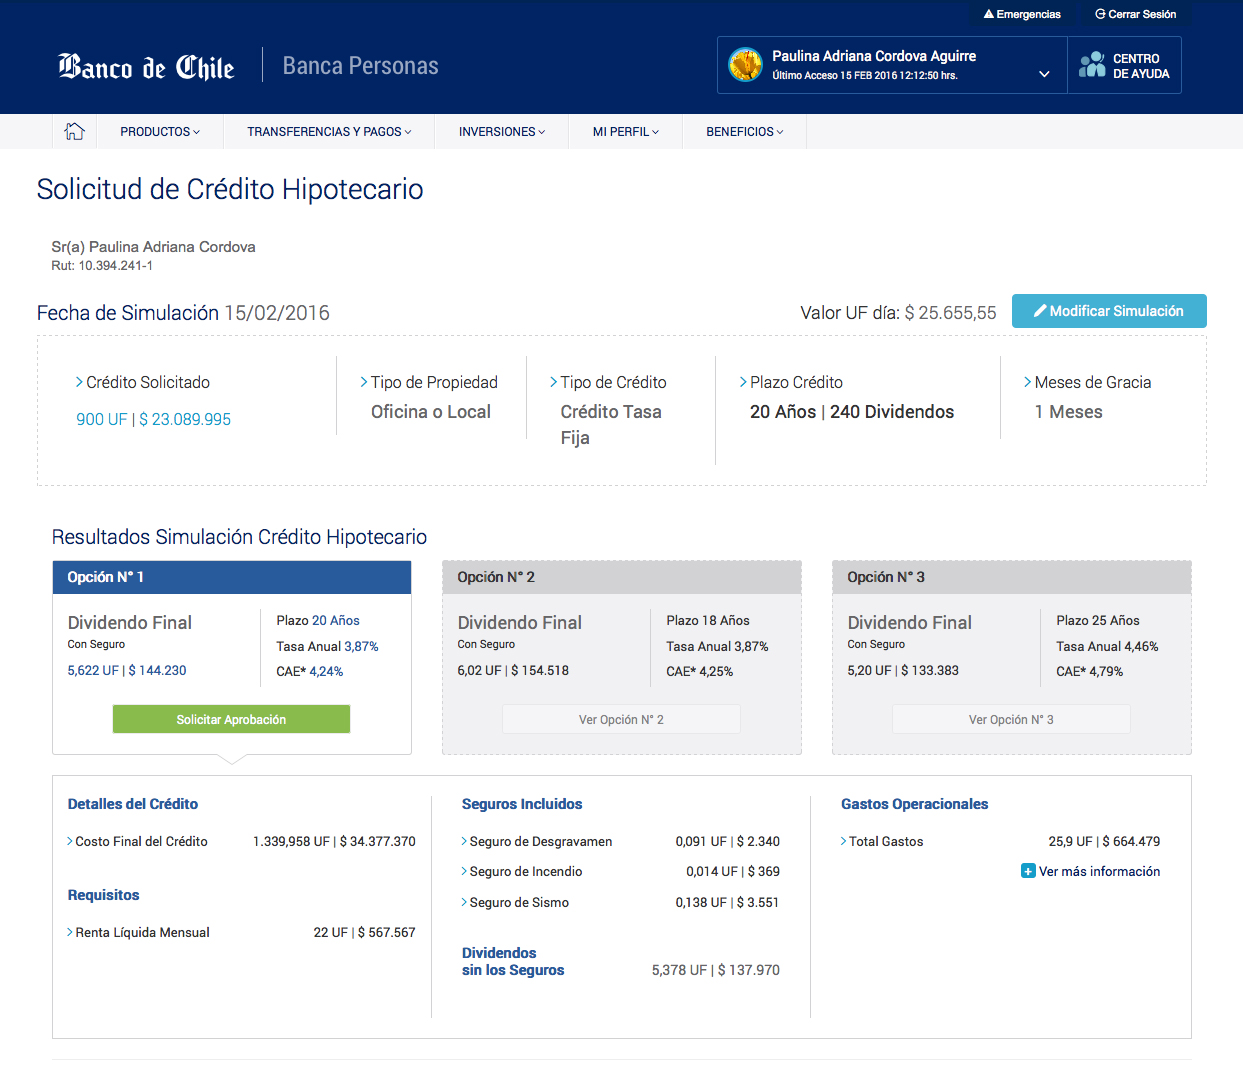 Emergencias
Cerrar Sesión
Banco de Chile
Banca Personas
Paulina Adriana Cordova Aguirre
Último Acceso 15 FEB 2016 12:12:50 hrs.
CENTRO
DE AYUDA
PRODUCTOS
TRANSFERENCIAS Y PAGOS
INVERSIONES
MI PERFIL
BENEFICIOS
Solicitud de Crédito Hipotecario
Sr(a) Paulina Adriana Cordova
Rut: 10.394.241-1
Fecha de Simulación 15/02/2016
Valor UF día: $ 25.655,55
Modificar Simulación
Crédito Solicitado
900 UF | $ 23.089.995
Tipo de Propiedad
Oficina o Local
Tipo de Crédito
Crédito Tasa
Fija
Plazo Crédito
20 Años | 240 Dividendos
Meses de Gracia
1 Meses
Resultados Simulación Crédito Hipotecario
Opción N° 1
Dividendo Final
Con Seguro
5,622 UF | $ 144.230
Plazo 20 Años
Tasa Anual 3,87%
CAE* 4,24%
Solicitar Aprobación
Opción N° 2
Dividendo Final
Con Seguro
6,02 UF | $ 154.518
Plazo 18 Años
Tasa Anual 3,87%
CAE* 4,25%
Ver Opción N° 2
Opción N° 3
Dividendo Final
Con Seguro
5,20 UF | $ 133.383
Plazo 25 Años
Tasa Anual 4,46%
CAE* 4,79%
Ver Opción N° 3
Detalles del Crédito
Costo Final del Crédito 1.339,958 UF | $ 34.377.370
Requisitos
Renta Líquida Mensual 22 UF | $ 567.567
Seguros Incluidos
Seguro de Desgravamen 0,091 UF | $ 2.340
Seguro de Incendio 0,014 UF | $ 369
Seguro de Sismo 0,138 UF | $ 3.551
Dividendos
sin los Seguros 5,378 UF | $ 137.970
Gastos Operacionales
Total Gastos 25,9 UF | $ 664.479
Ver más información